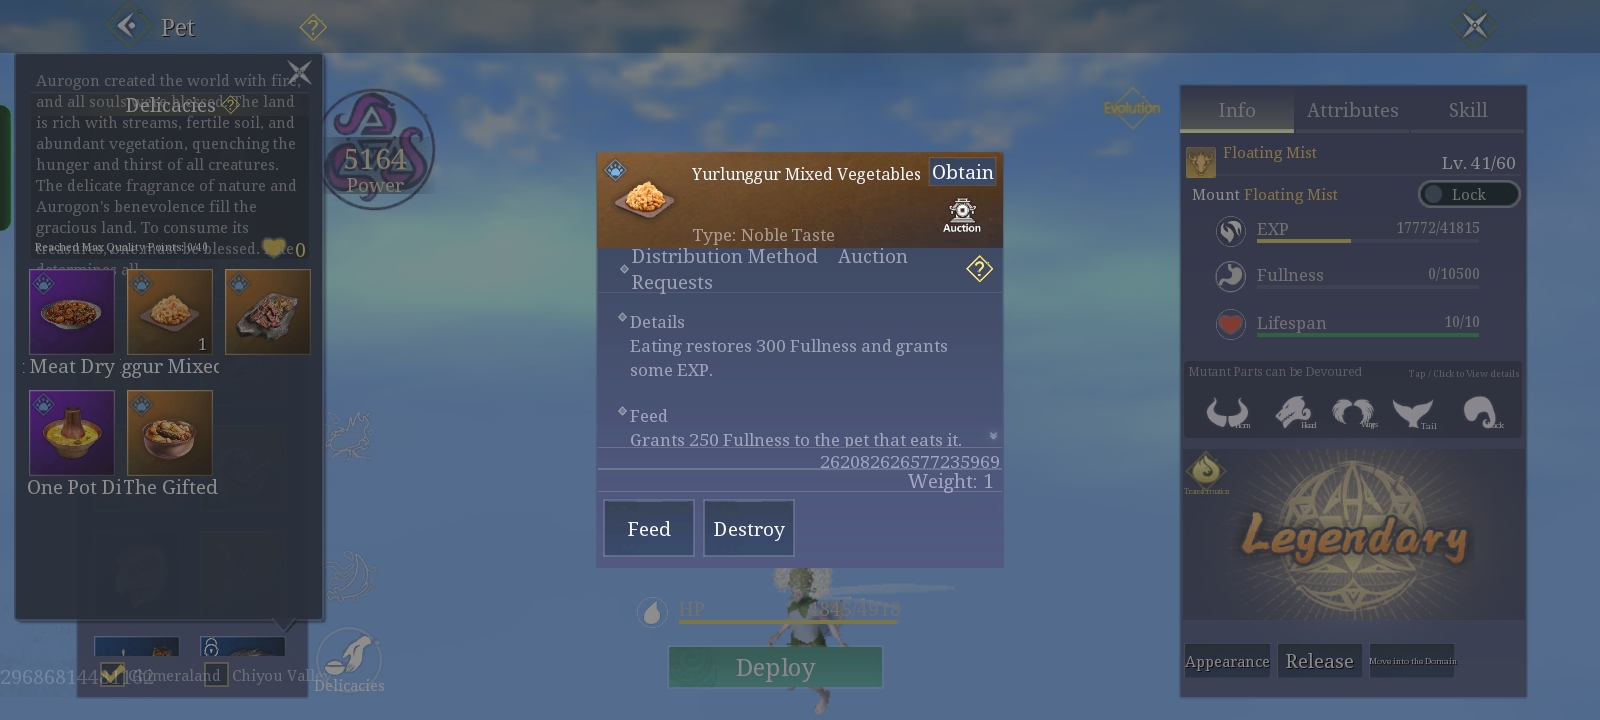 Pet
?
Aurogon created the world with fire,
and all souls were blessed. The land
Delicacies ?
is rich with streams, fertile soil, and
abundant vegetation, quenching the
hunger and thirst of all creatures.
The delicate fragrance of nature and
Aurogon's benevolence fill the
gracious land. To consume its
Reached Max Quality Points: 0/40
0
determines all
1
Meat Dry
ggur Mixed
One Pot Di
The Gifted
5164
Power
Chimeraland
Chiyou Valle
Delicacies
Yurlunggur Mixed Vegetables
Obtain
Auction
Type: Noble Taste
Distribution Method Auction
Requests
?
Details
Eating restores 300 Fullness and grants
some EXP.
Feed
Grants 250 Fullness to the pet that eats it.
262082626577235969
Weight: 1
Feed
Destroy
HP
4845/4918
Deploy
Evolution
Info
Attributes
Skill
Floating Mist
Lv. 41/60
Mount Floating Mist
Lock
EXP
17772/41815
Fullness
0/10500
Lifespan
10/10
Mutant Parts can be Devoured
Tap / Click to View details
Horn
Head
Wings
Tail
Back
Transformation
Legendary
Appearance
Release
Move into the Domain